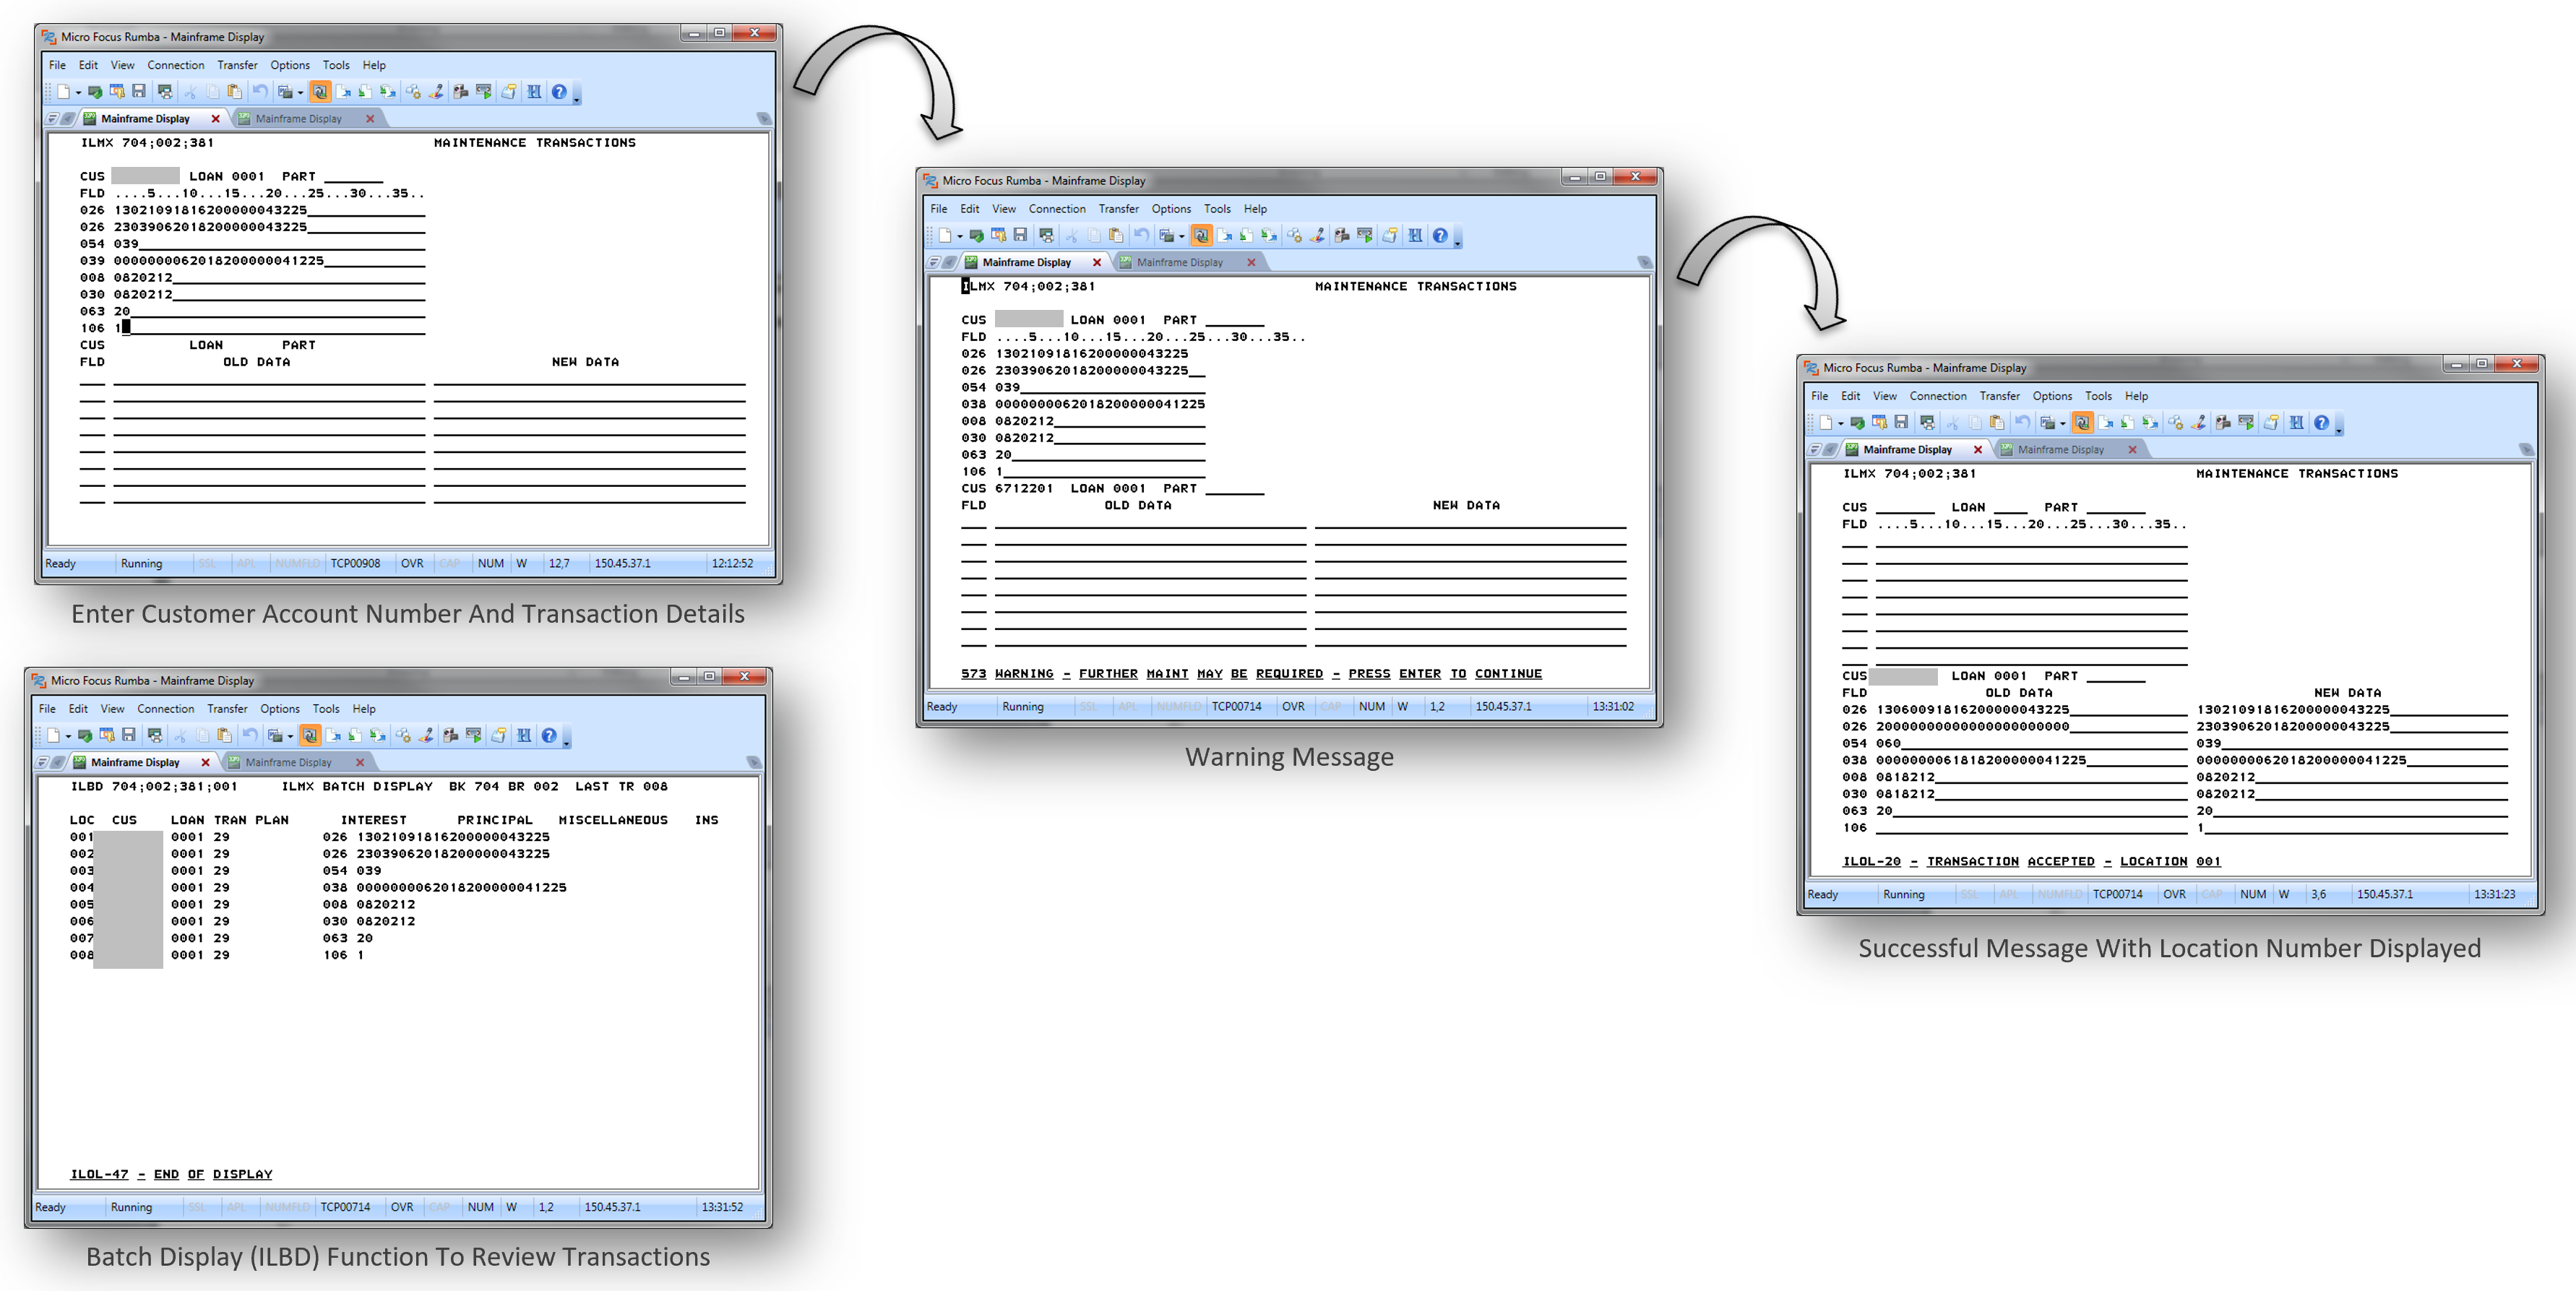 Micro Focus Rumba - Mainframe Display
File Edit View Connection Transfer Options Tools Help
Mainframe Display Mainframe Display
ILMX 704;002;381 MAINTENANCE TRANSACTIONS
CUS LOAN 0001 PART
FLD ....5...10...15...20...25...30...35..
026 13021091816200000043225
026 23039062018200000043225
054 039
039 0000000062018200000041225
008 0820212
030 0820212
063 20
106 1
CUS LOAN PART
FLD OLD DATA NEW DATA
Ready Running SSL APL NUMFLD TCP00908 OVR CAP NUM W 12,7 150.45.37.1 12:12:52
Enter Customer Account Number And Transaction Details
Micro Focus Rumba - Mainframe Display
File Edit View Connection Transfer Options Tools Help
Mainframe Display Mainframe Display
ILMX 704;002;381 MAINTENANCE TRANSACTIONS
CUS LOAN 0001 PART
FLD ....5...10...15...20...25...30...35..
026 13021091816200000043225
026 23039062018200000043225
054 039
038 0000000062018200000041225
008 0820212
030 0820212
063 20
106 1
CUS 6712201 LOAN 0001 PART
FLD OLD DATA NEW DATA
573 WARNING - FURTHER MAINT MAY BE REQUIRED - PRESS ENTER TO CONTINUE
Ready Running SSL APL NUMFLD TCP00714 OVR CAP NUM W 1,2 150.45.37.1 13:31:02
Warning Message
Micro Focus Rumba - Mainframe Display
File Edit View Connection Transfer Options Tools Help
Mainframe Display Mainframe Display
ILMX 704;002;381 MAINTENANCE TRANSACTIONS
CUS LOAN PART
FLD ....5...10...15...20...25...30...35..
CUS LOAN 0001 PART
FLD OLD DATA NEW DATA
026 13060091816200000043225 13021091816200000043225
026 20000000000000000000000 23039062018200000043225
054 060 039
038 0000000061818200000041225 0000000062018200000041225
008 0818212 0820212
030 0818212 0820212
063 20 20
106 1
ILOL-20 - TRANSACTION ACCEPTED - LOCATION 001
Ready Running SSL APL NUMFLD TCP00714 OVR CAP NUM W 3,6 150.45.37.1 13:31:23
Successful Message With Location Number Displayed
Micro Focus Rumba - Mainframe Display
File Edit View Connection Transfer Options Tools Help
Mainframe Display Mainframe Display
ILBD 704;002;381;001 ILMX BATCH DISPLAY BK 704 BR 002 LAST TR 008
LOC CUS LOAN TRAN PLAN INTEREST PRINCIPAL MISCELLANEOUS INS
001 0001 29 026 13021091816200000043225
002 0001 29 026 23039062018200000043225
003 0001 29 054 039
004 0001 29 038 0000000062018200000041225
005 0001 29 008 0820212
006 0001 29 030 0820212
007 0001 29 063 20
008 0001 29 106 1
ILOL-47 - END OF DISPLAY
Ready Running SSL APL NUMFLD TCP00714 OVR CAP NUM W 1,2 150.45.37.1 13:31:52
Batch Display (ILBD) Function To Review Transactions